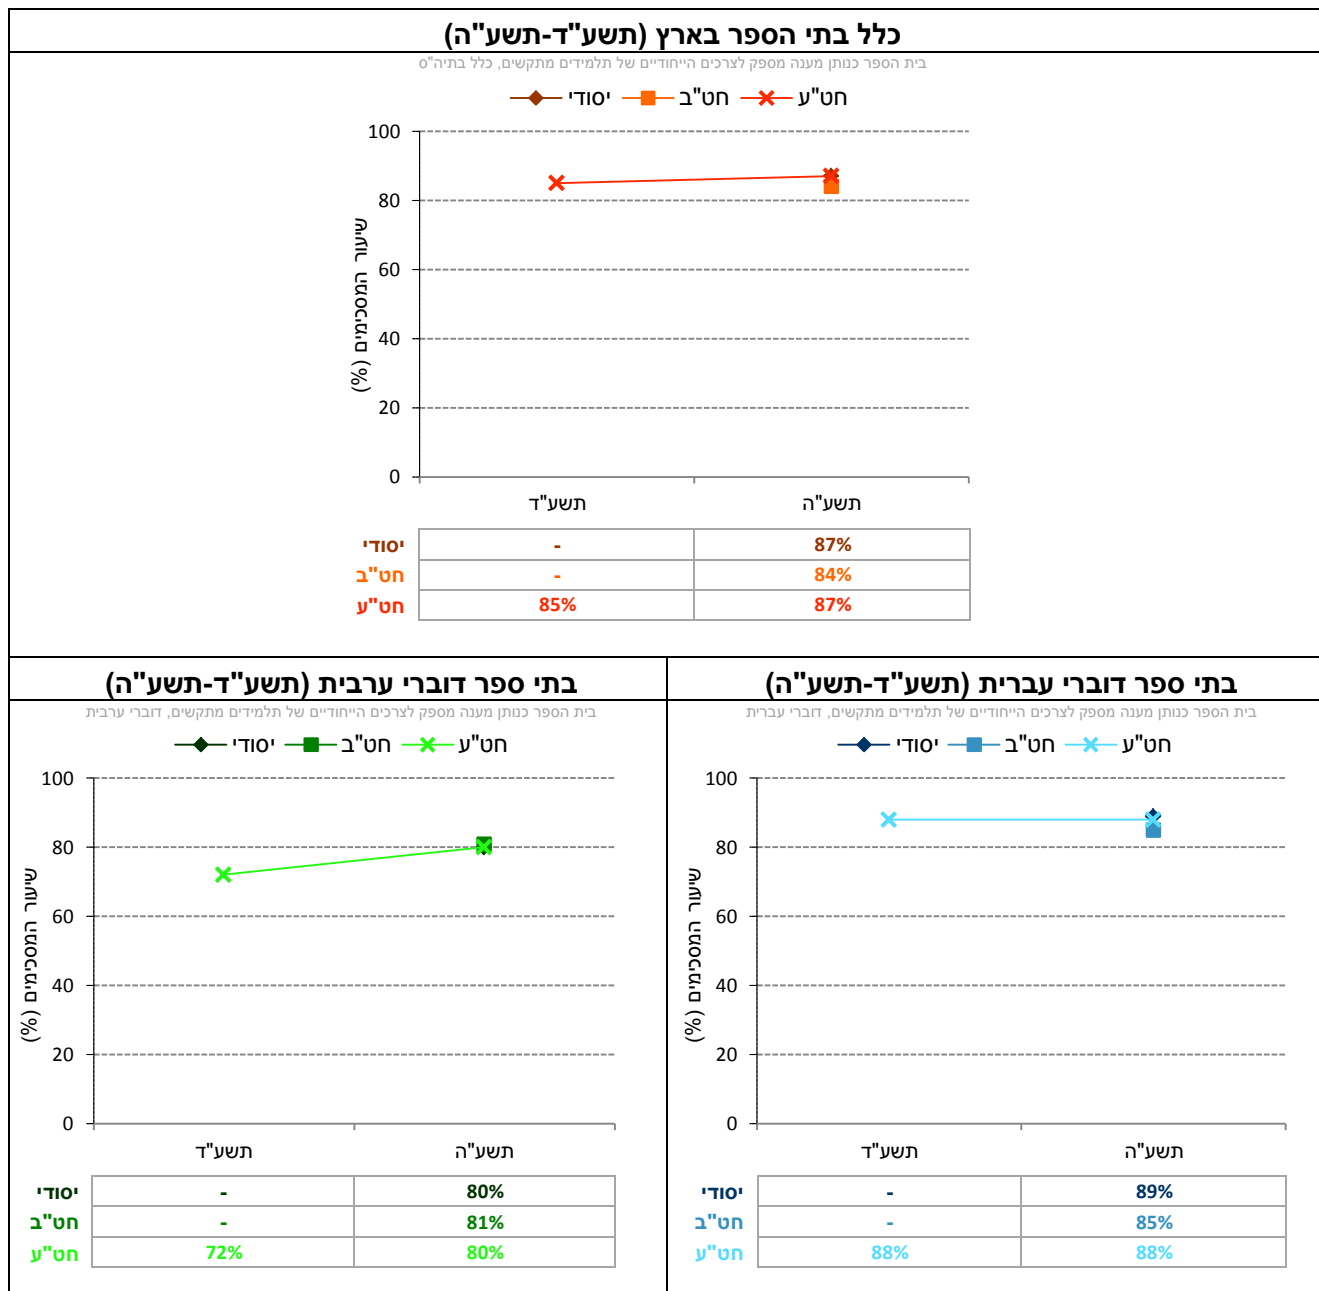 כלל בתי הספר בארץ (תשע"ד-תשע"ה)
בית הספר כנותן מענה מספק לצרכים הייחודיים של תלמידים מתקשים, כלל בתיה"ס
יסודי חט"ב חט"ע
שיעור המסכימים (%)
100
80
60
40
20
0
תשע"ד תשע"ה
יסודי - 87%
חט"ב - 84%
חט"ע 85% 87%
בתי ספר דוברי עברית (תשע"ד-תשע"ה)
בית הספר כנותן מענה מספק לצרכים הייחודיים של תלמידים מתקשים, דוברי עברית
יסודי חט"ב חט"ע
שיעור המסכימים (%)
100
80
60
40
20
0
תשע"ד תשע"ה
יסודי - 89%
חט"ב - 85%
חט"ע 88% 88%
בתי ספר דוברי ערבית (תשע"ד-תשע"ה)
בית הספר כנותן מענה מספק לצרכים הייחודיים של תלמידים מתקשים, דוברי ערבית
יסודי חט"ב חט"ע
שיעור המסכימים (%)
100
80
60
40
20
0
תשע"ד תשע"ה
יסודי - 80%
חט"ב - 81%
חט"ע 72% 80%